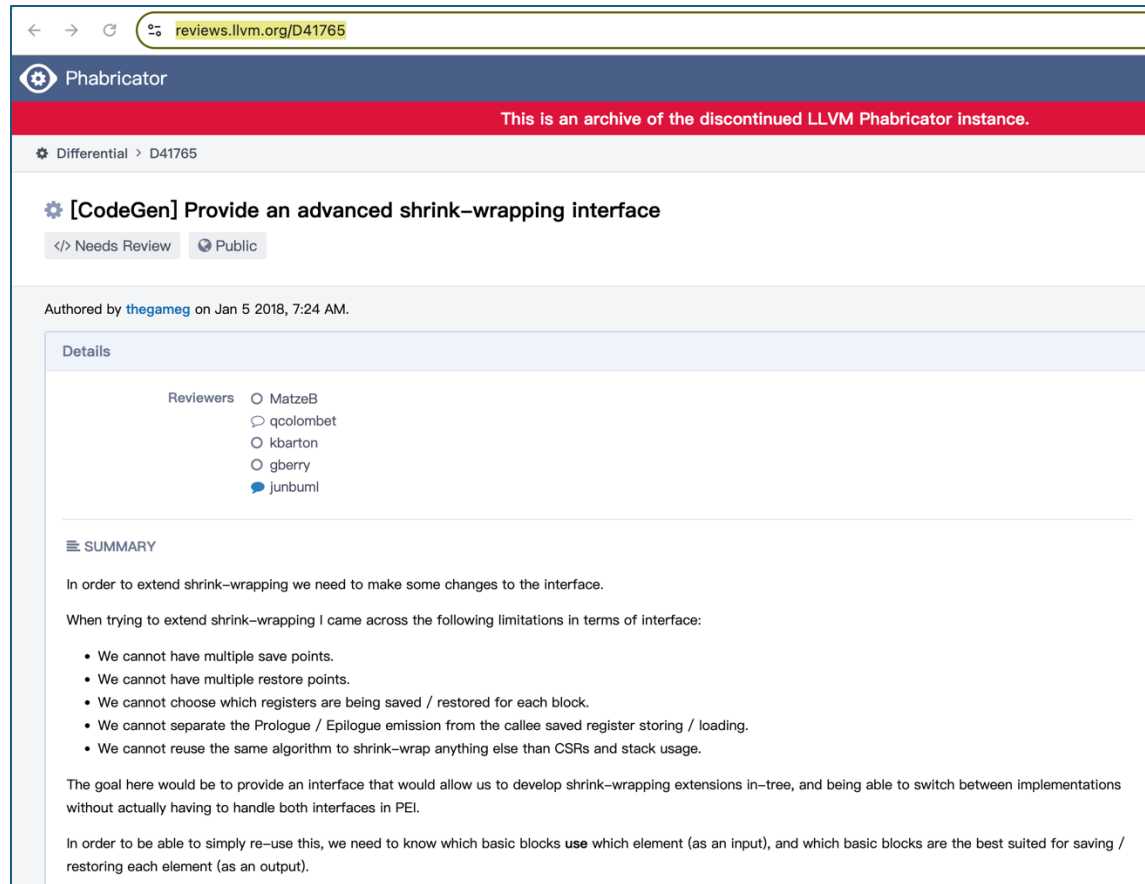 reviews.llvm.org/D41765
Phabricator
This is an archive of the discontinued LLVM Phabricator instance.
Differential > D41765
[CodeGen] Provide an advanced shrink-wrapping interface
</> Needs Review Public
Authored by thegameg on Jan 5 2018, 7:24 AM.
Details
Reviewers MatzeB
qcolombet
kbarton
gberry
junbuml
SUMMARY
In order to extend shrink-wrapping we need to make some changes to the interface.
When trying to extend shrink-wrapping I came across the following limitations in terms of interface:
• We cannot have multiple save points.
• We cannot have multiple restore points.
• We cannot choose which registers are being saved / restored for each block.
• We cannot separate the Prologue / Epilogue emission from the callee saved register storing / loading.
• We cannot reuse the same algorithm to shrink-wrap anything else than CSRs and stack usage.
The goal here would be to provide an interface that would allow us to develop shrink-wrapping extensions in-tree, and being able to switch between implementations
without actually having to handle both interfaces in PEI.
In order to be able to simply re-use this, we need to know which basic blocks use which element (as an input), and which basic blocks are the best suited for saving /
restoring each element (as an output).